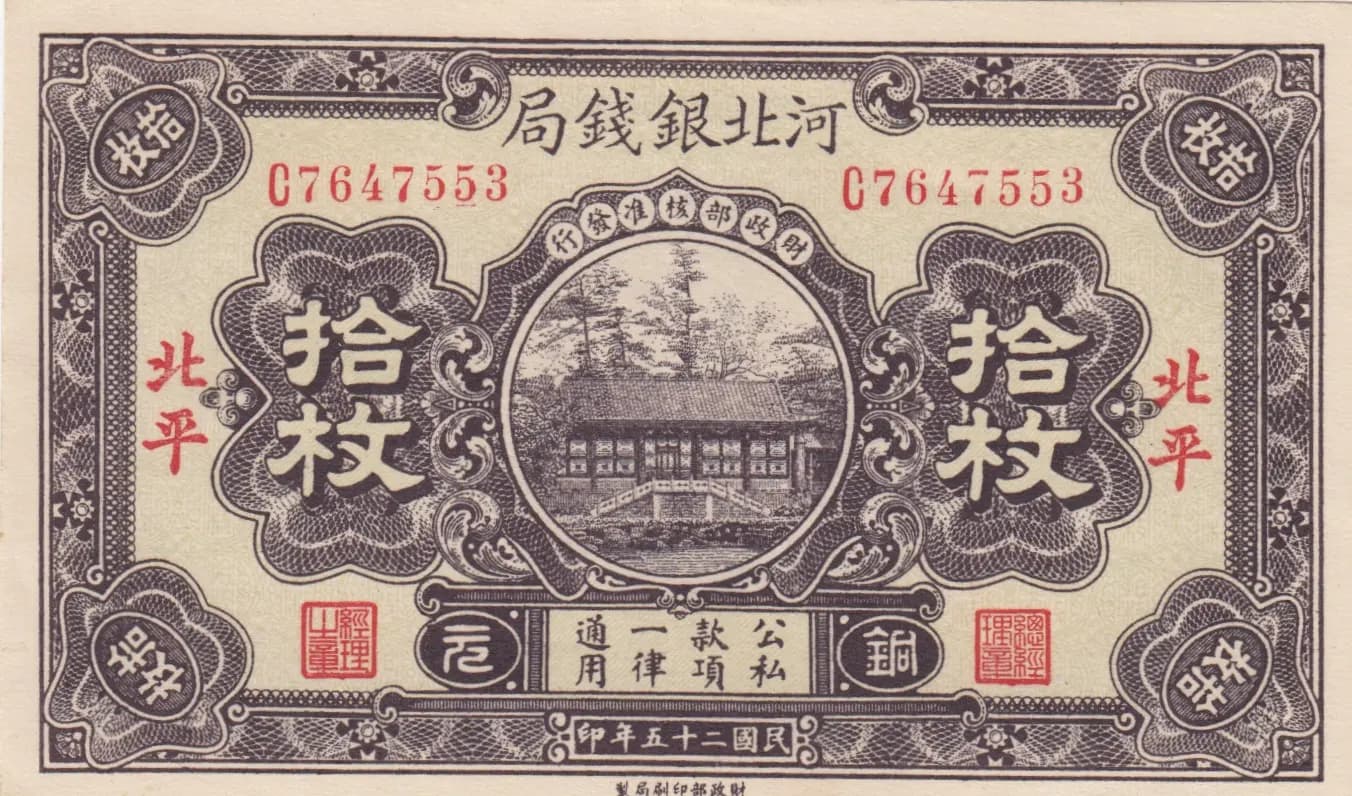 河北銀錢局
C7647553
C7647553
財政部核准發行
拾枚
拾枚
拾枚
拾枚
北平
北平
公私款項一律通用
銅元
總經理章
經理之章
拾枚
拾枚
民國二十五年印
財政部印刷局製